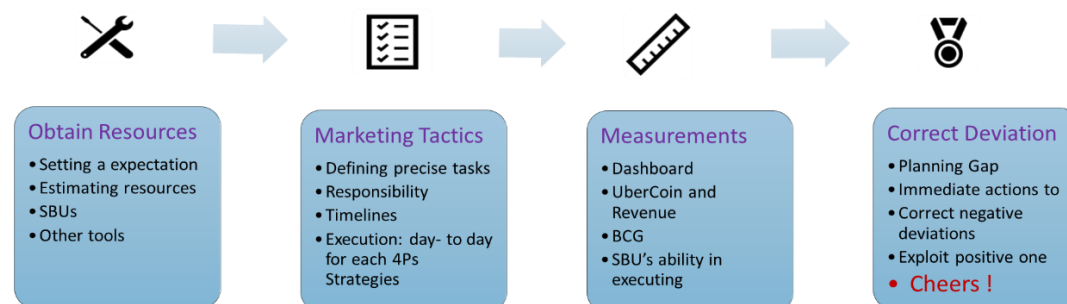 Obtain Resources
• Setting a expectation
• Estimating resources
• SBUs
• Other tools
Marketing Tactics
• Defining precise tasks
• Responsibility
• Timelines
• Execution: day- to day
for each 4Ps
Strategies
Measurements
• Dashboard
• UberCoin and
Revenue
• BCG
• SBU's ability in
executing
Correct Deviation
• Planning Gap
• Immediate actions to
• Correct negative
deviations
• Exploit positive one
• Cheers !